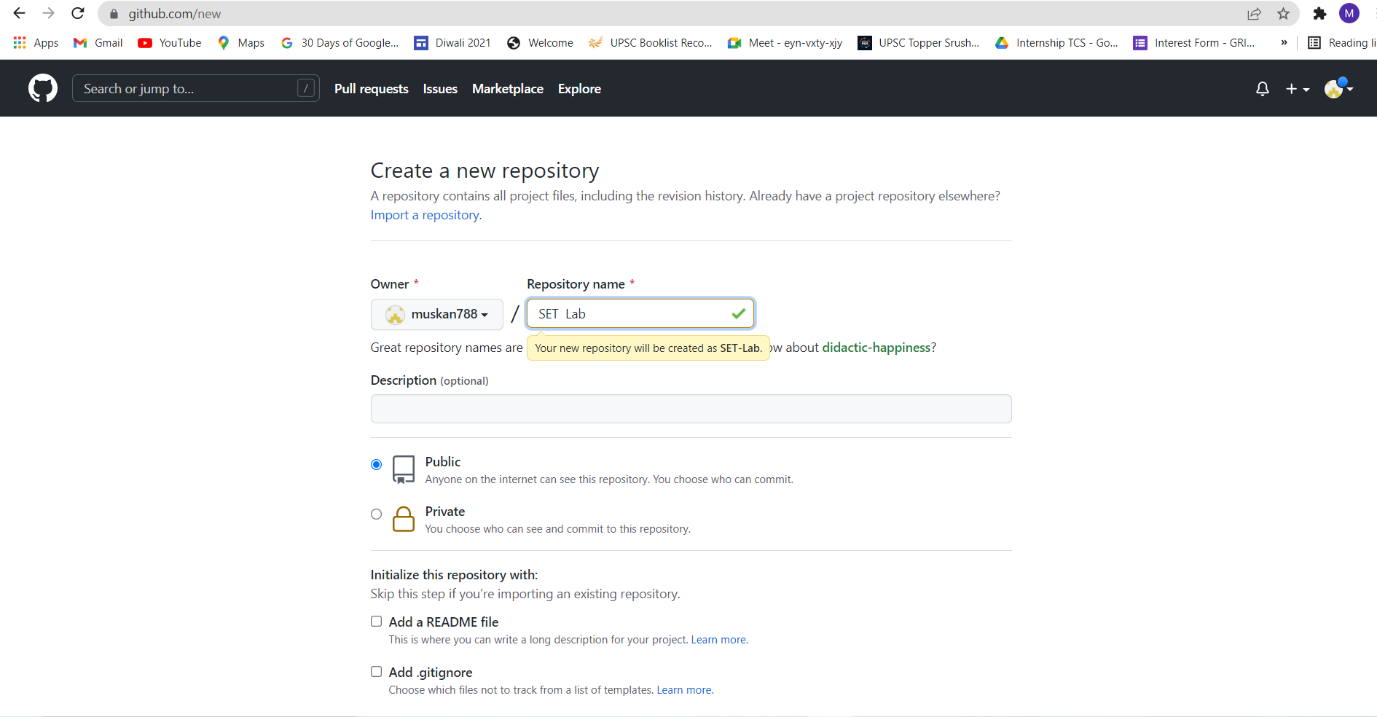 github.com/new
M
Apps Gmail YouTube Maps 30 Days of Google... Diwali 2021 Welcome UPSC Booklist Reco... Meet - eyn-vxty-xjy UPSC Topper Srush... Internship TCS - Go... Interest Form - GRI... » Reading li
Search or jump to... / Pull requests Issues Marketplace Explore
Create a new repository
A repository contains all project files, including the revision history. Already have a project repository elsewhere?
Import a repository.
Owner * Repository name *
muskan788 / SET Lab
Great repository names are Your new repository will be created as SET-Lab. ow about didactic-happiness?
Description (optional)
Public
Anyone on the internet can see this repository. You choose who can commit.
Private
You choose who can see and commit to this repository.
Initialize this repository with:
Skip this step if you're importing an existing repository.
Add a README file
This is where you can write a long description for your project. Learn more.
Add .gitignore
Choose which files not to track from a list of templates. Learn more.